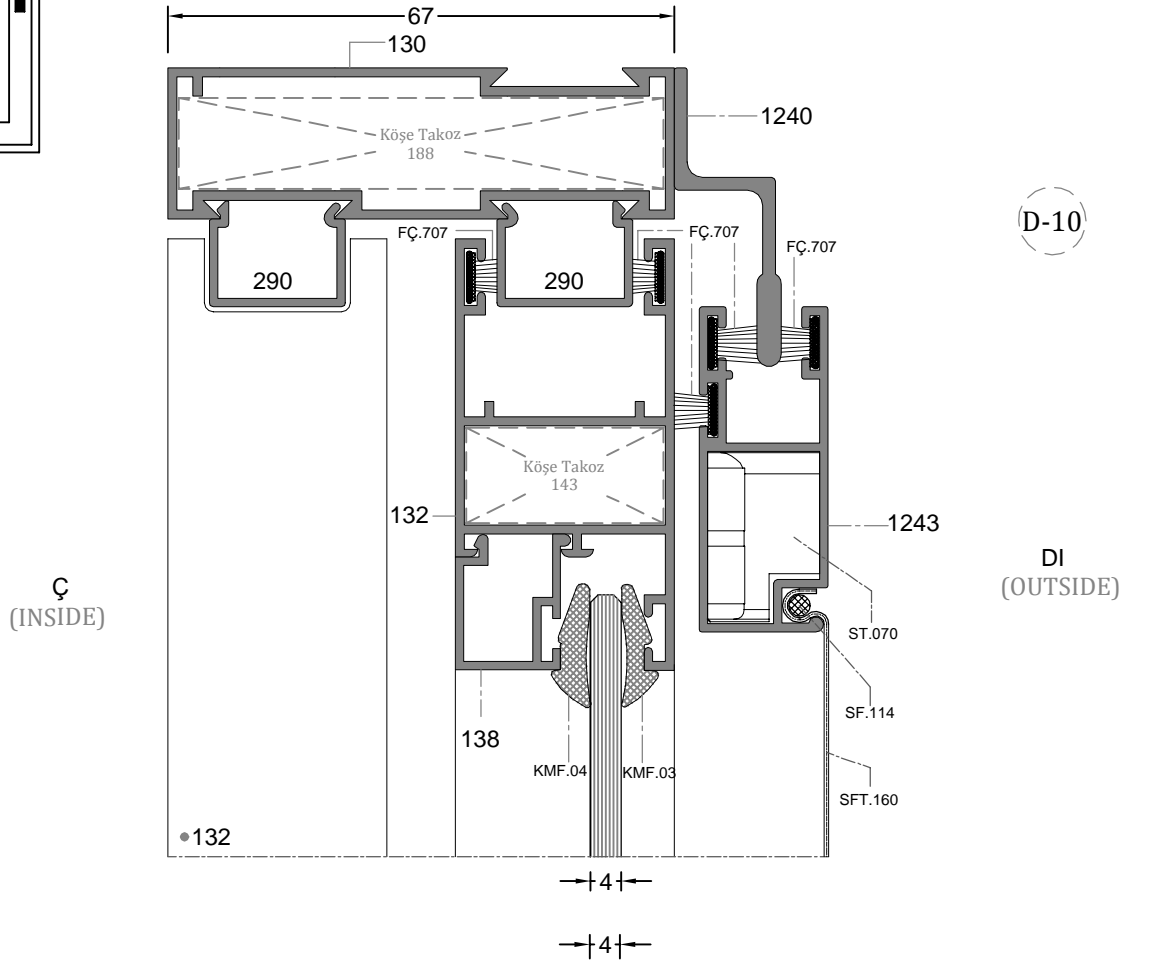 67
130
1240
Köşe Takoz
188
D-10
FÇ.707
FÇ.707
FÇ.707
290
290
Köşe Takoz
143
132
1243
Ç
(INSIDE)
DI
(OUTSIDE)
ST.070
SF.114
138
KMF.04
KMF.03
SFT.160
132
4
4